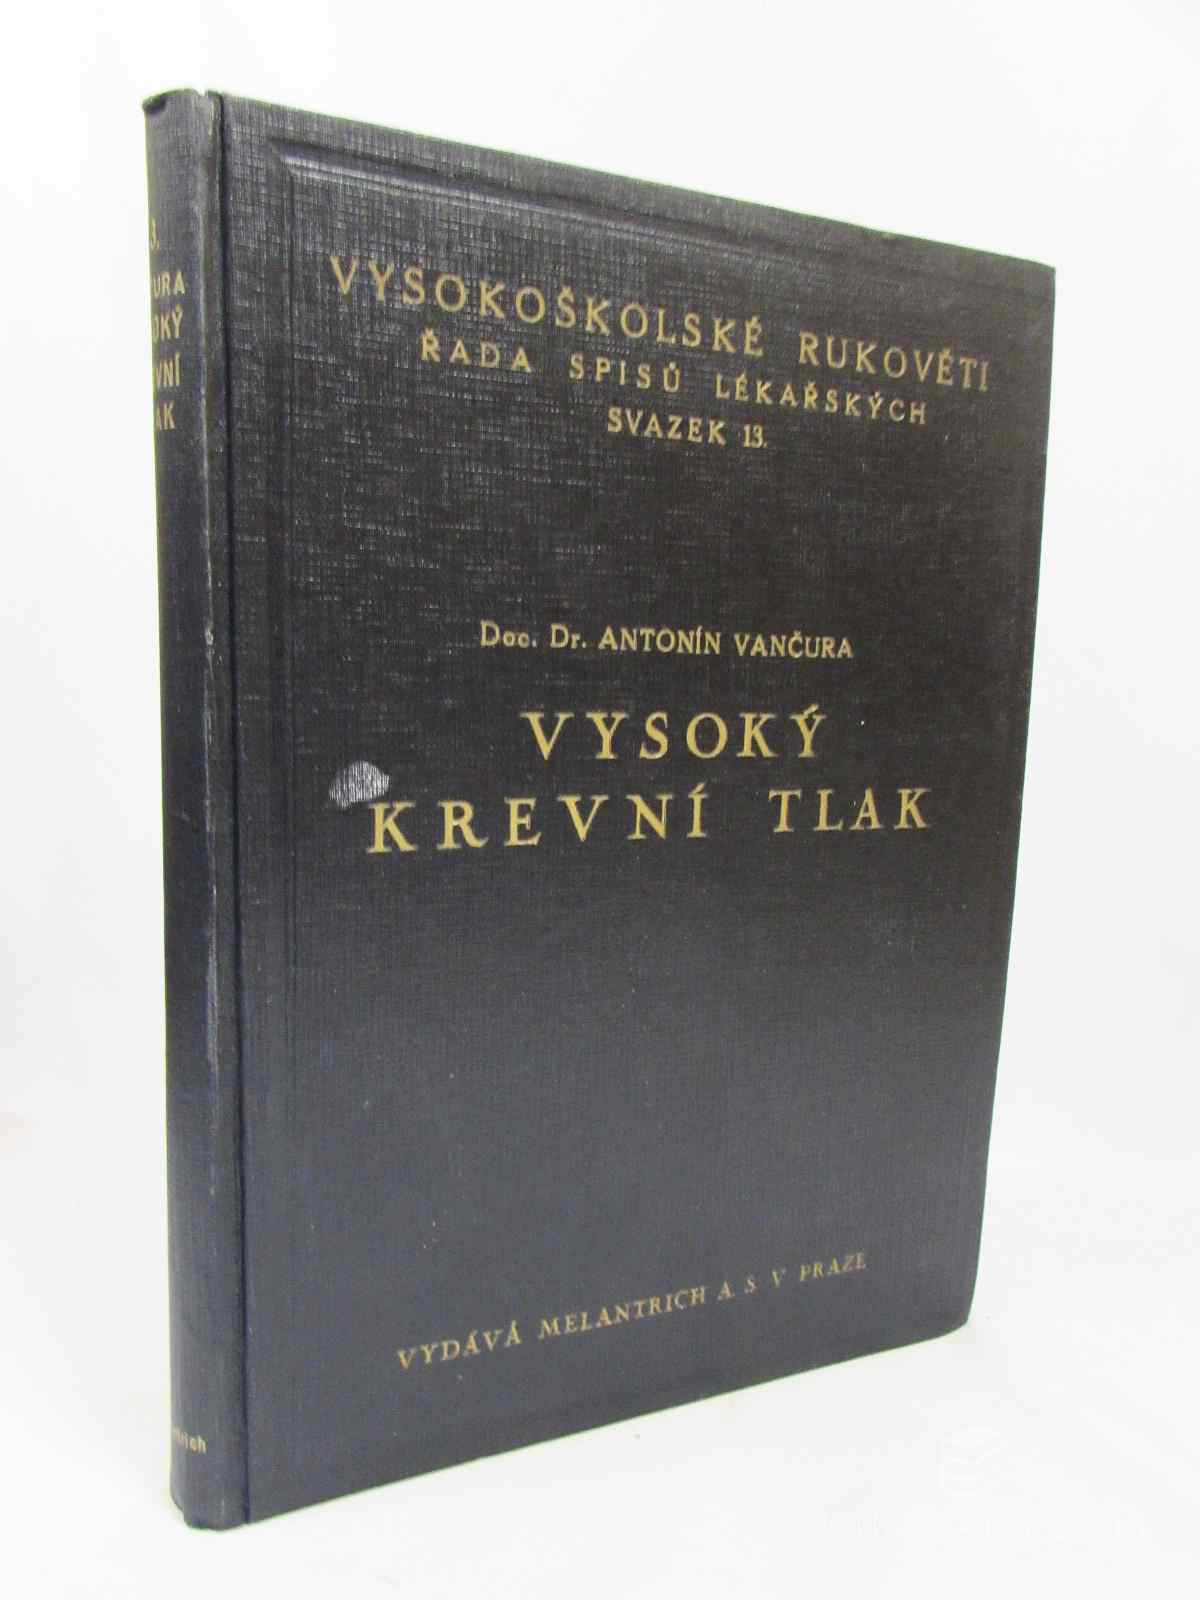 VYSOKOŠKOLSKÉ RUKOVĚTI
ŘADA SPISŮ LÉKAŘSKÝCH
SVAZEK 13.
Doc. Dr. ANTONÍN VANČURA
VYSOKÝ
KREVNÍ TLAK
VYDÁVÁ MELANTRICH A. S. V PRAZE